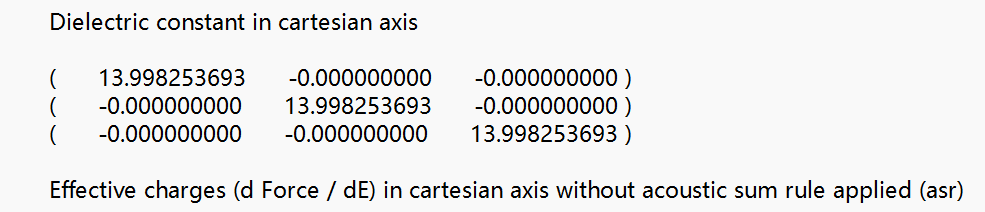 Dielectric constant in cartesian axis
( 13.998253693 -0.000000000 -0.000000000 )
( -0.000000000 13.998253693 -0.000000000 )
( -0.000000000 -0.000000000 13.998253693 )
Effective charges (d Force / dE) in cartesian axis without acoustic sum rule applied (asr)